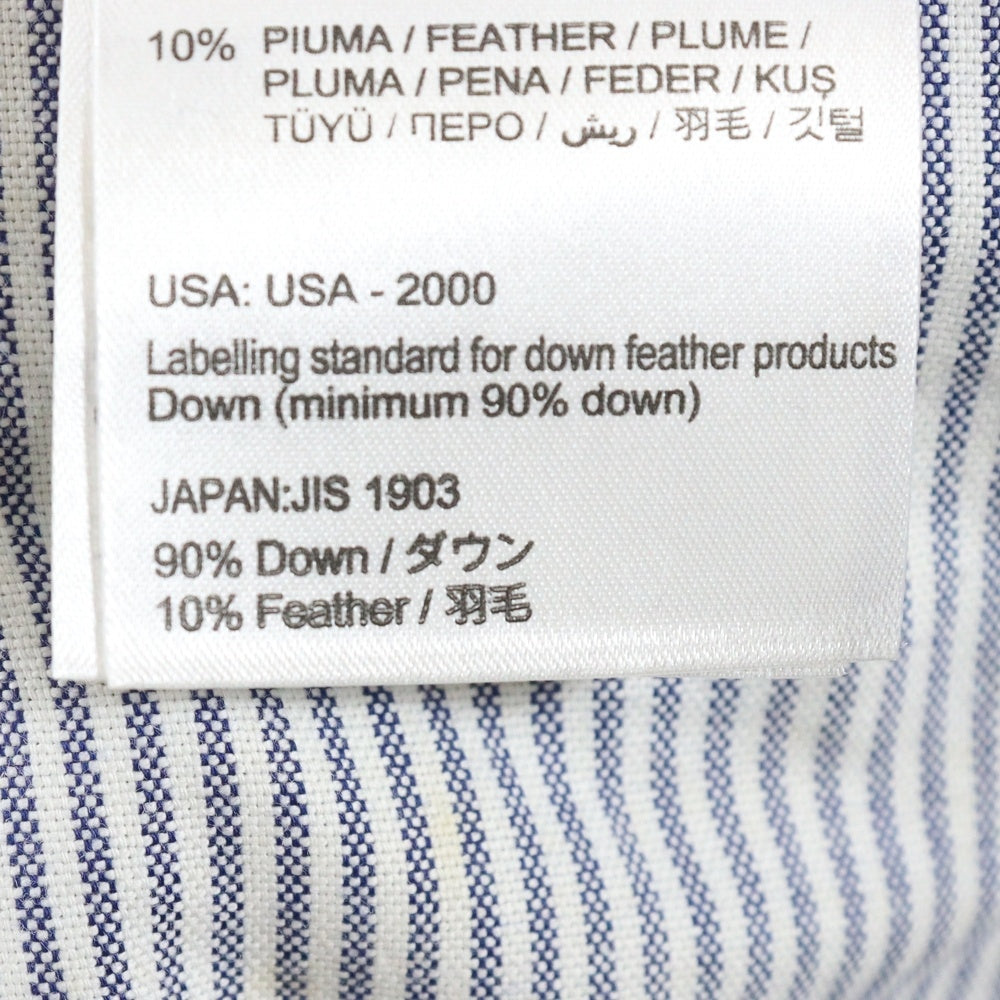 10% PIUMA / FEATHER / PLUME /
PLUMA / PENA / FEDER / KUŞ
TÜYÜ / ПЕРО / ریش / 羽毛 / 깃털
USA: USA - 2000
Labelling standard for down feather products
Down (minimum 90% down)
JAPAN:JIS 1903
90% Down / ダウン
10% Feather / 羽毛